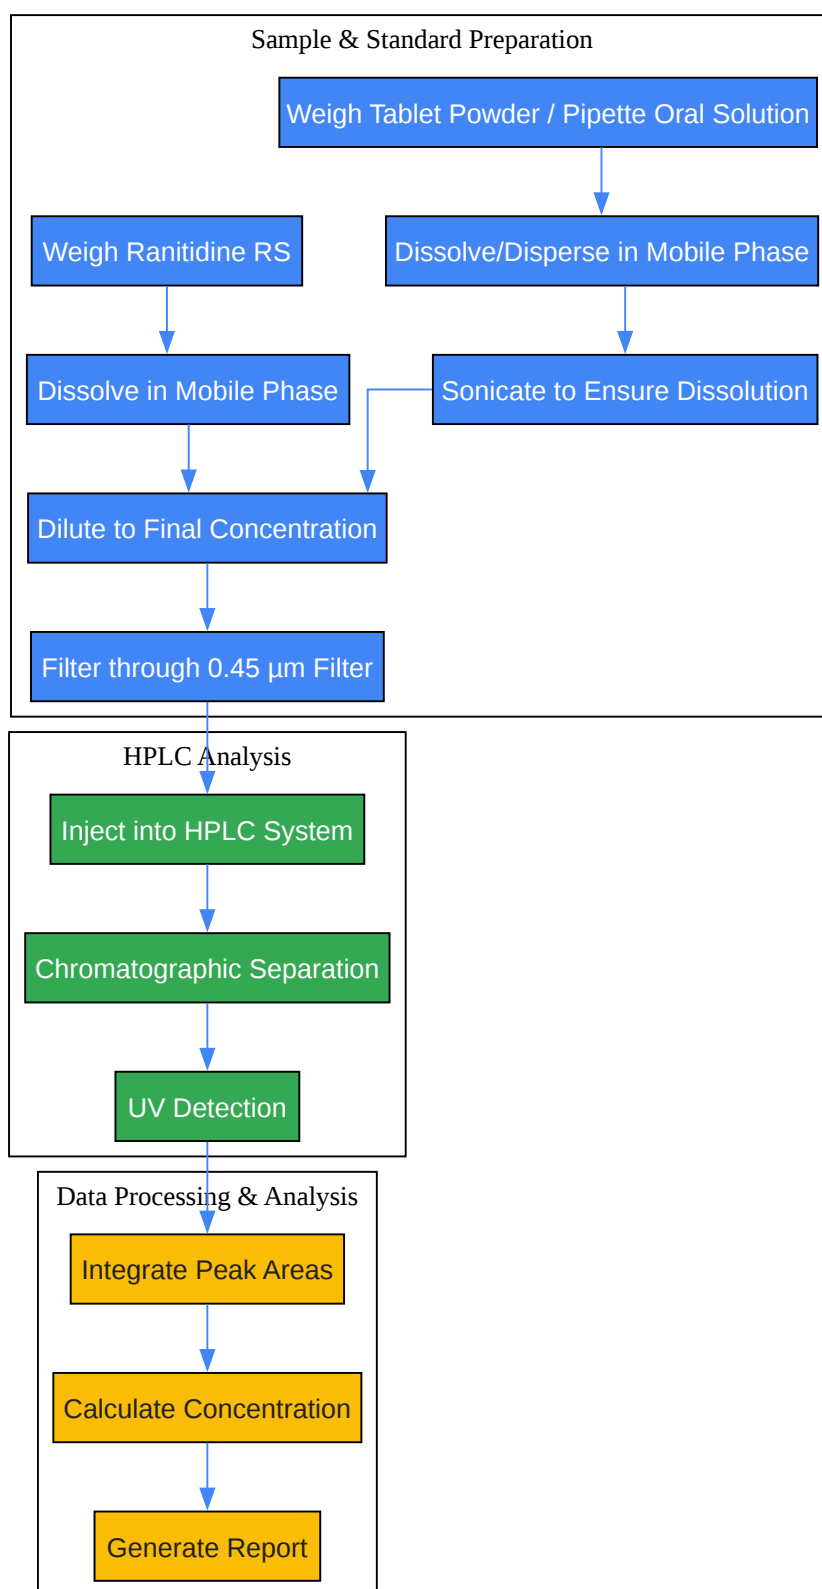 Sample & Standard Preparation
Weigh Tablet Powder / Pipette Oral Solution
Weigh Ranitidine RS
Dissolve/Disperse in Mobile Phase
Dissolve in Mobile Phase
Sonicate to Ensure Dissolution
Dilute to Final Concentration
Filter through 0.45 µm Filter
HPLC Analysis
Inject into HPLC System
Chromatographic Separation
UV Detection
Data Processing & Analysis
Integrate Peak Areas
Calculate Concentration
Generate Report